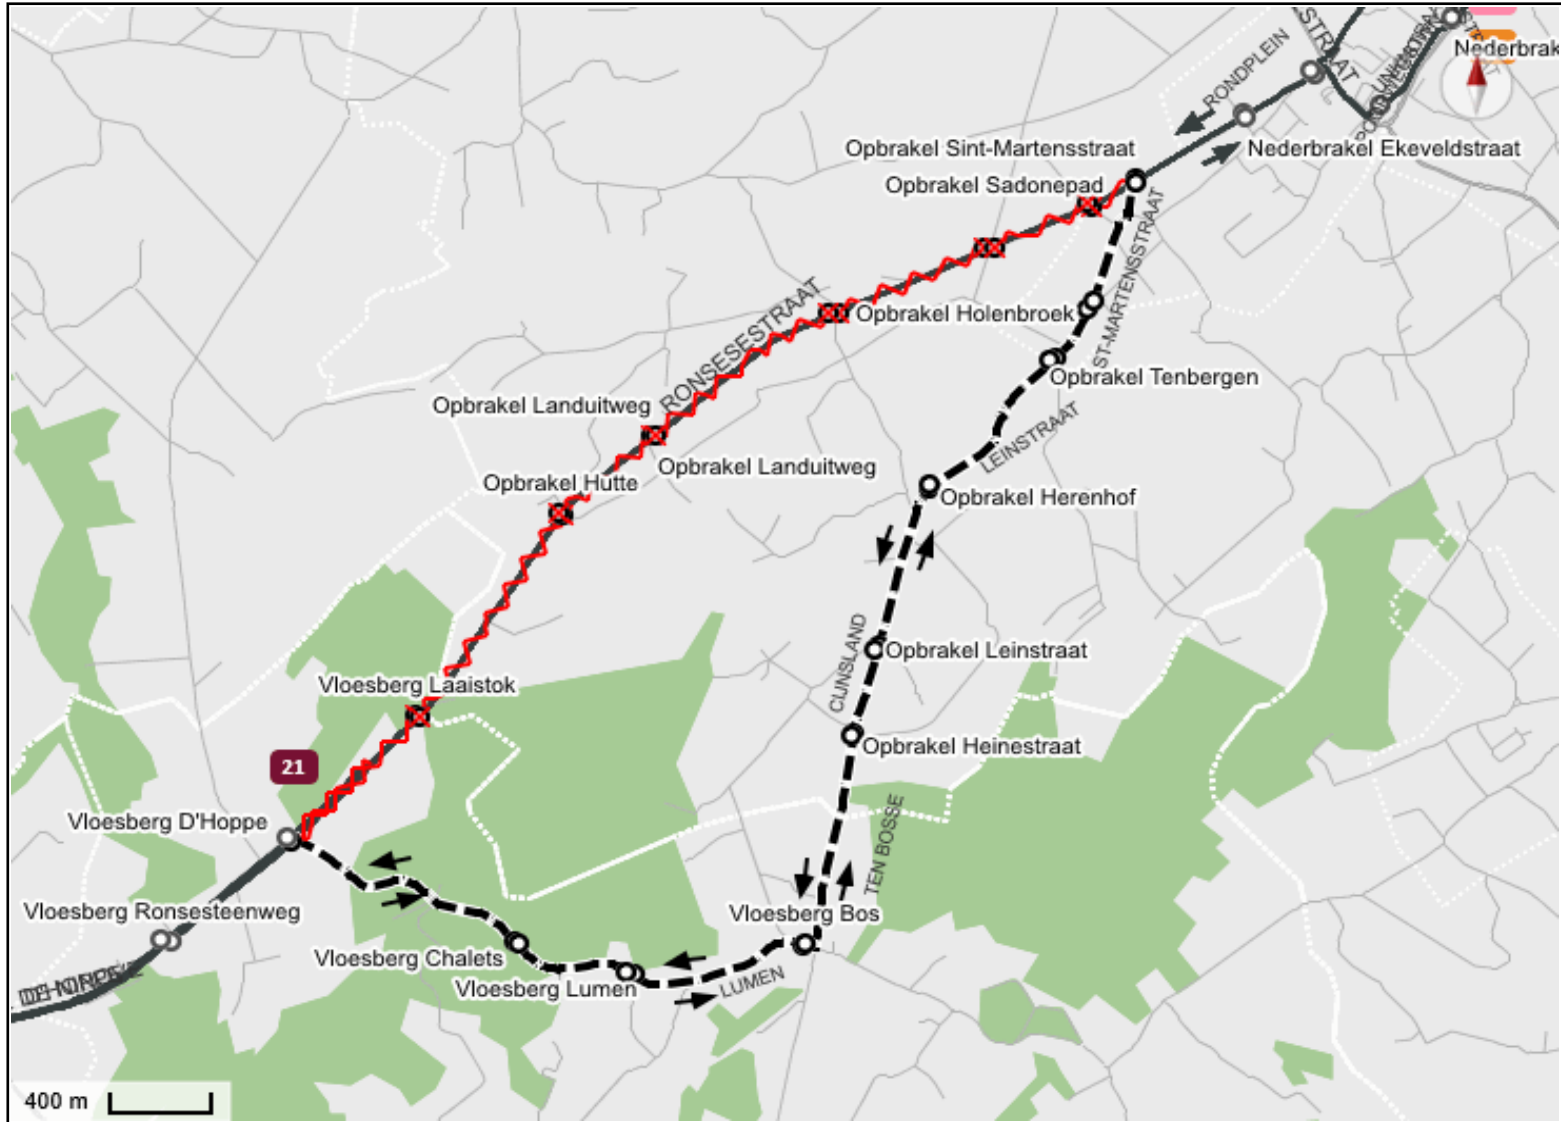 RONDPLEIN
Nederbrak
Opbrakel Sint-Martensstraat
Nederbrakel Ekeveldstraat
Opbrakel Sadonepad
ST-MARTENSSTRAAT
RONSESESTRAAT
Opbrakel Holenbroek
Opbrakel Tenbergen
Opbrakel Landuitweg
LEINSTRAAT
Opbrakel Landuitweg
Opbrakel Hutte
Opbrakel Herenhof
CIJNSLAND
Opbrakel Leinstraat
Vloesberg Laaistok
Opbrakel Heinestraat
21
Vloesberg D'Hoppe
TEN BOSSE
Vloesberg Ronsesteenweg
Vloesberg Bos
Vloesberg Chalets
Vloesberg Lumen
LUMEN
400 m